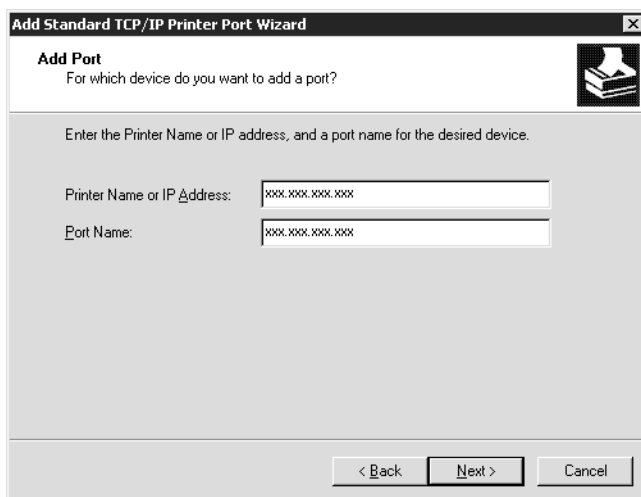 Add Standard TCP/IP Printer Port Wizard
Add Port
For which device do you want to add a port?
Enter the Printer Name or IP address, and a port name for the desired device.
Printer Name or IP Address: xxx.xxx.xxx.xxx
Port Name: xxx.xxx.xxx.xxx
< Back Next > Cancel